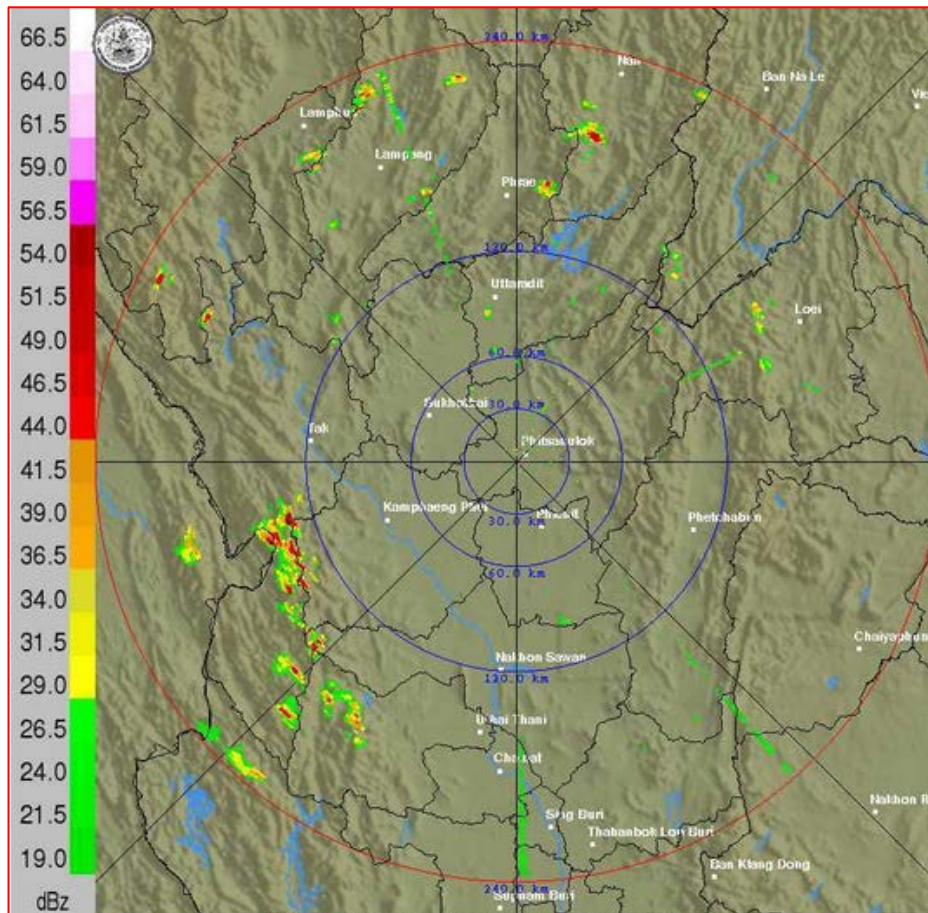 66.5
64.0
61.5
59.0
56.5
54.0
51.5
49.0
46.5
44.0
41.5
39.0
36.5
34.0
31.5
29.0
26.5
24.0
21.5
19.0
dBz
240.0 km
Nan
Ban Na Le
Lampang
Phrae
120.0 km
Uttaradit
Loei
60.0 km
30.0 km
Sukhothai
Tak
Phitsanulok
Kamphaeng Phet
30.0 km
Phichit
Phetchabun
60.0 km
Chaiyaphum
Nakhon Sawan
120.0 km
Uthai Thani
Chainat
Sing Buri
Thahanbok Lop Buri
Nakhon R
Ban Klang Dong
240.0 km
Suphan Buri